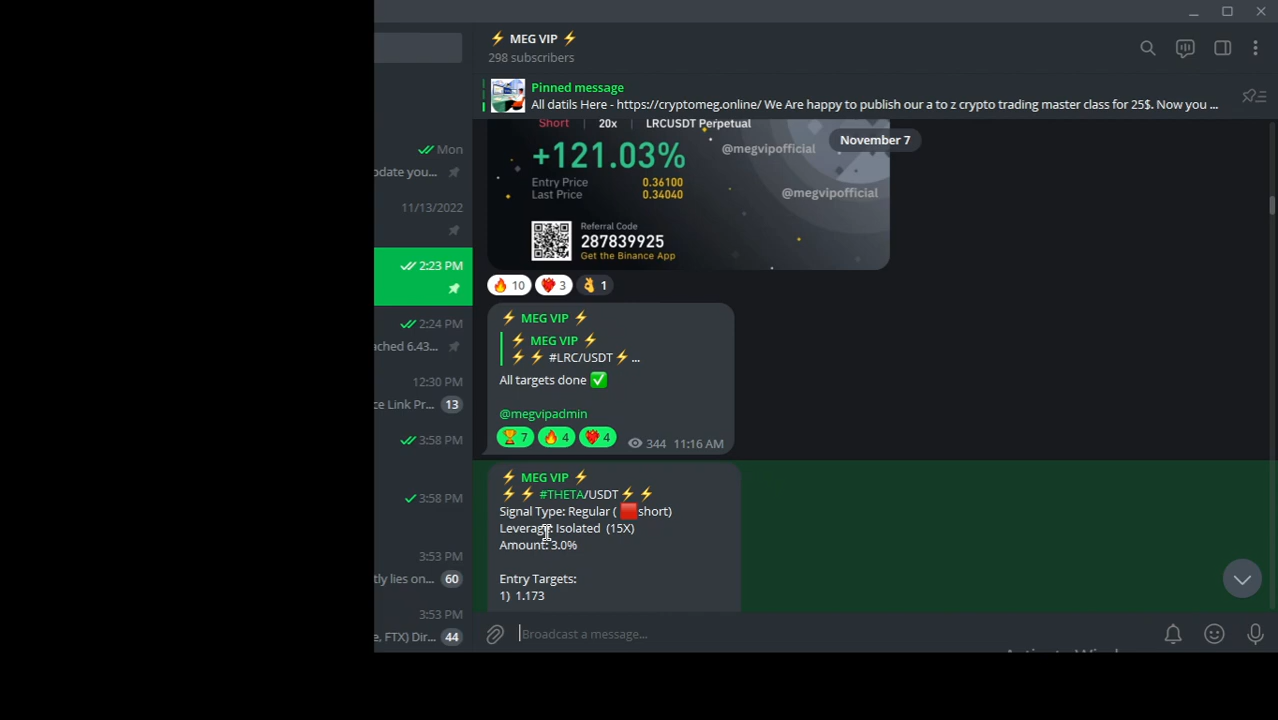 ⚡ MEG VIP ⚡
298 subscribers
Pinned message
All datils Here - https://cryptomeg.online/ We Are happy to publish our a to z crypto trading master class for 25$. Now you ...
Short 20x LRCUSDT Perpetual
November 7
+121.03%
@megvipofficial
Entry Price 0.36100
Last Price 0.34040
@megvipofficial
Referral Code
287839925
Get the Binance App
🔥 10 ❤️‍🔥 3 👌 1
⚡ MEG VIP ⚡
⚡ MEG VIP ⚡
⚡⚡ #LRC/USDT⚡...
All targets done ✅
@megvipadmin
🏆 7 🔥 4 ❤️‍🔥 4
344 11:16 AM
⚡ MEG VIP ⚡
⚡⚡ #THETA/USDT⚡⚡
Signal Type: Regular ( 🟥short)
Leverage: Isolated (15X)
Amount: 3.0%
Entry Targets:
1) 1.173
Broadcast a message...
Mon
odate you...
11/13/2022
2:23 PM
2:24 PM
ached 6.43...
12:30 PM
ce Link Pr... 13
3:58 PM
3:58 PM
3:53 PM
tly lies on... 60
3:53 PM
e, FTX) Dir... 44